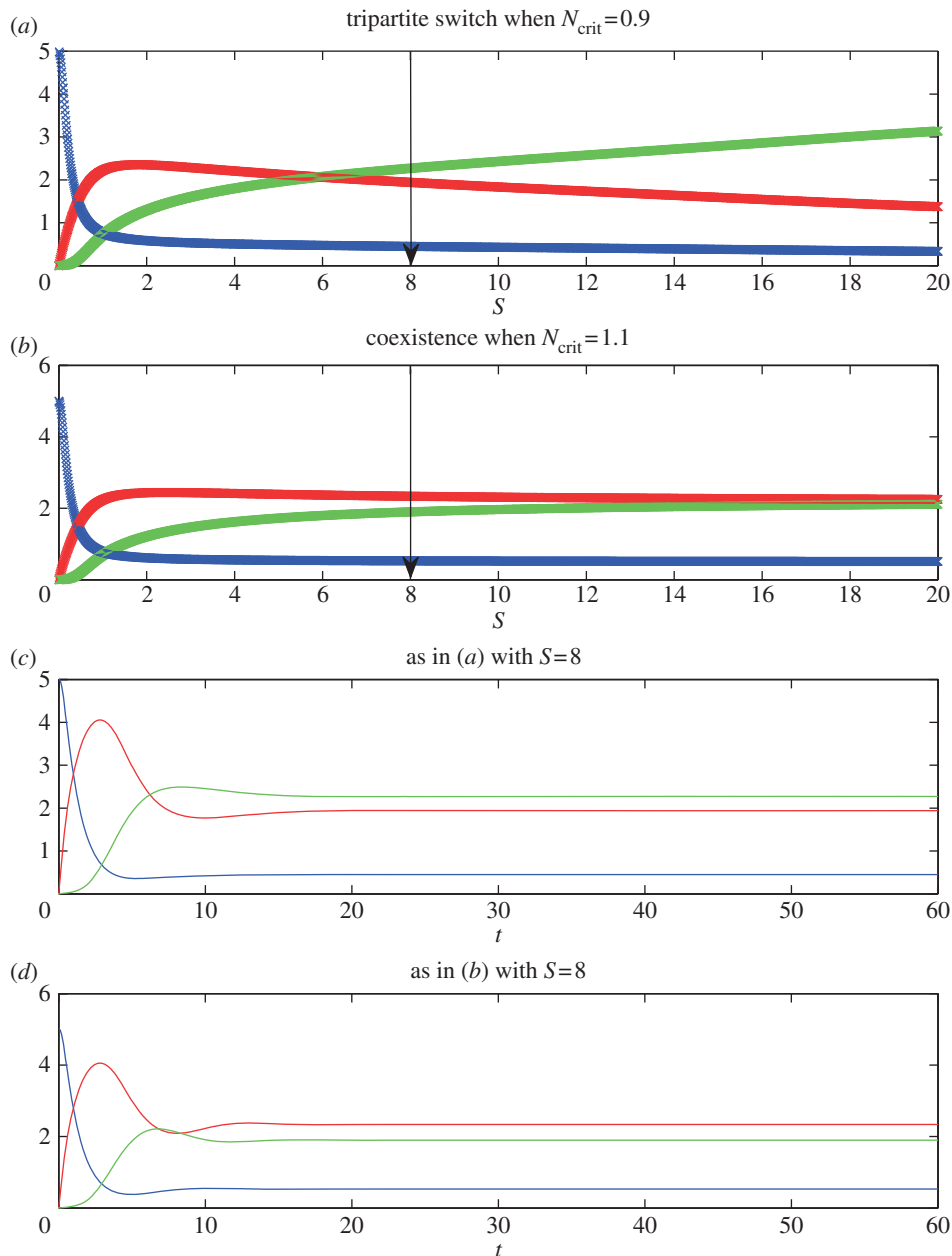 (a) tripartite switch when N_crit=0.9
5
4
3
2
1
0 2 4 6 8 10 12 14 16 18 20
S
(b) coexistence when N_crit=1.1
6
4
2
0 2 4 6 8 10 12 14 16 18 20
S
(c) as in (a) with S=8
5
4
3
2
1
0 10 20 30 40 50 60
t
(d) as in (b) with S=8
6
4
2
0 10 20 30 40 50 60
t